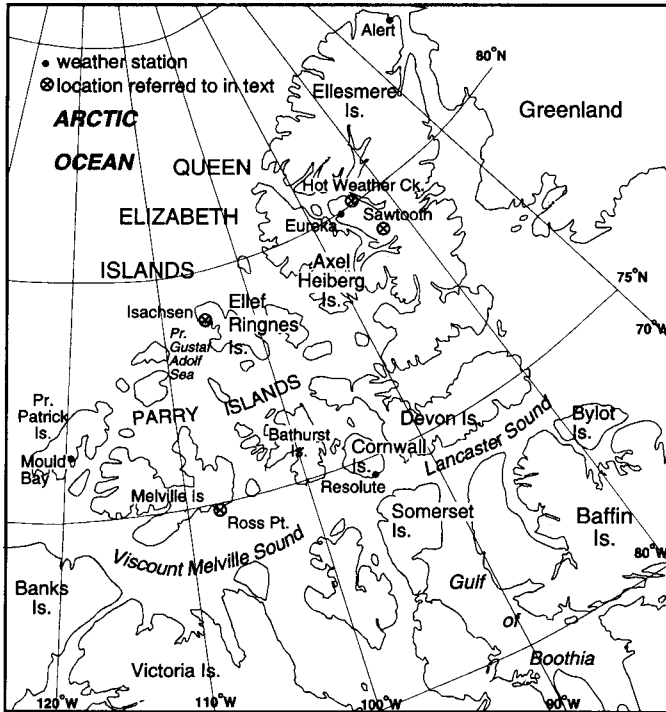 Alert
• weather station
⊗ location referred to in text
80°N
ARCTIC
OCEAN
Ellesmere
Is.
Greenland
QUEEN
ELIZABETH
ISLANDS
Hot Weather Ck.
Eureka
Sawtooth
Axel
Heiberg
Is.
75°N
70°W
Isachsen
Ellef
Ringnes
Is.
Pr.
Gustaf
Adolf
Sea
Pr.
Patrick
Is.
PARRY
ISLANDS
Mould
Bay
Bathurst
Is.
Cornwall
Is.
Devon Is.
Lancaster Sound
Bylot
Is.
Melville Is
Resolute
Ross Pt.
Somerset
Is.
Baffin
Is.
Viscount Melville Sound
80°W
Banks
Is.
Gulf
of
Boothia
Victoria Is.
120°W
110°W
100°W
90°W